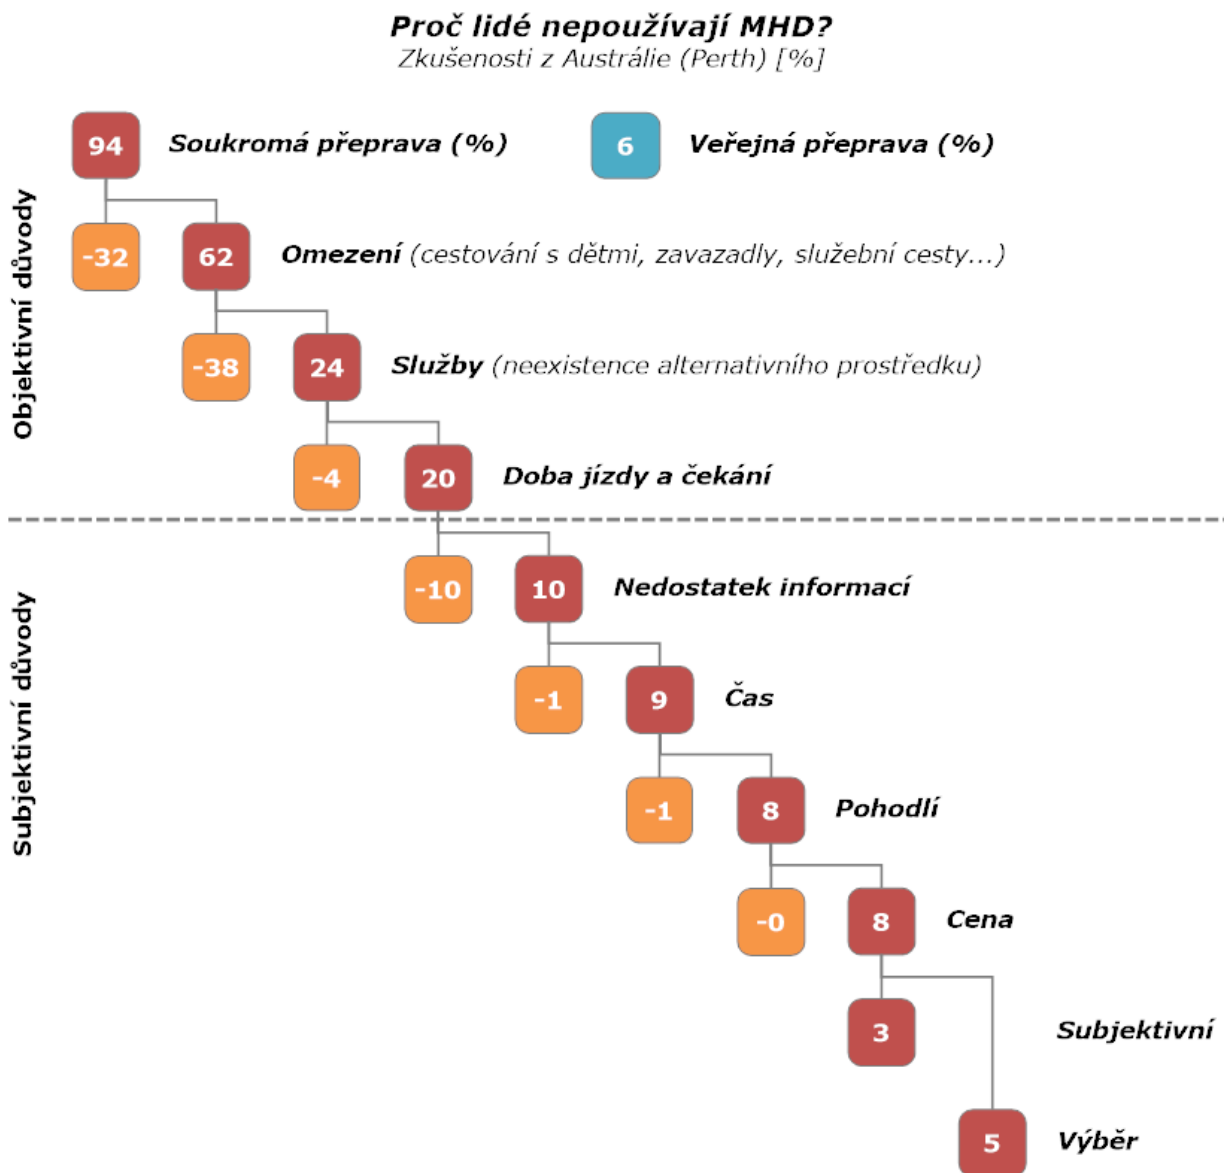 Proč lidé nepoužívají MHD?
Zkušenosti z Austrálie (Perth) [%]
94 Soukromá přeprava (%) 6 Veřejná přeprava (%)
Objektivní důvody
-32 62 Omezení (cestování s dětmi, zavazadly, služební cesty...)
-38 24 Služby (neexistence alternativního prostředku)
-4 20 Doba jízdy a čekání
Subjektivní důvody
-10 10 Nedostatek informací
-1 9 Čas
-1 8 Pohodlí
-0 8 Cena
3 Subjektivní
5 Výběr